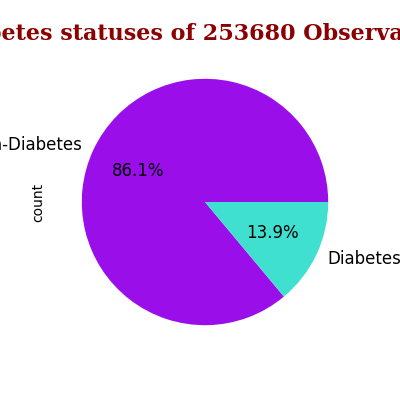 etes statuses of 253680 Observa
-Diabetes
86.1%
count
13.9%
Diabetes